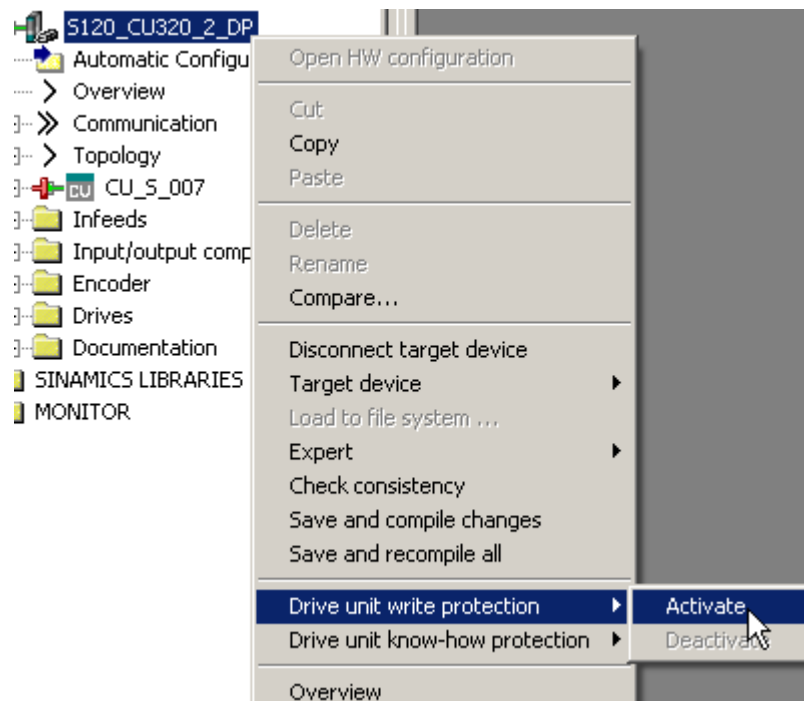 S120_CU320_2_DP
Automatic Configu
Overview
Communication
Topology
CU CU_S_007
Infeeds
Input/output comp
Encoder
Drives
Documentation
SINAMICS LIBRARIES
MONITOR
Open HW configuration
Cut
Copy
Paste
Delete
Rename
Compare...
Disconnect target device
Target device
Load to file system ...
Expert
Check consistency
Save and compile changes
Save and recompile all
Drive unit write protection
Drive unit know-how protection
Overview
Activate
Deactivate